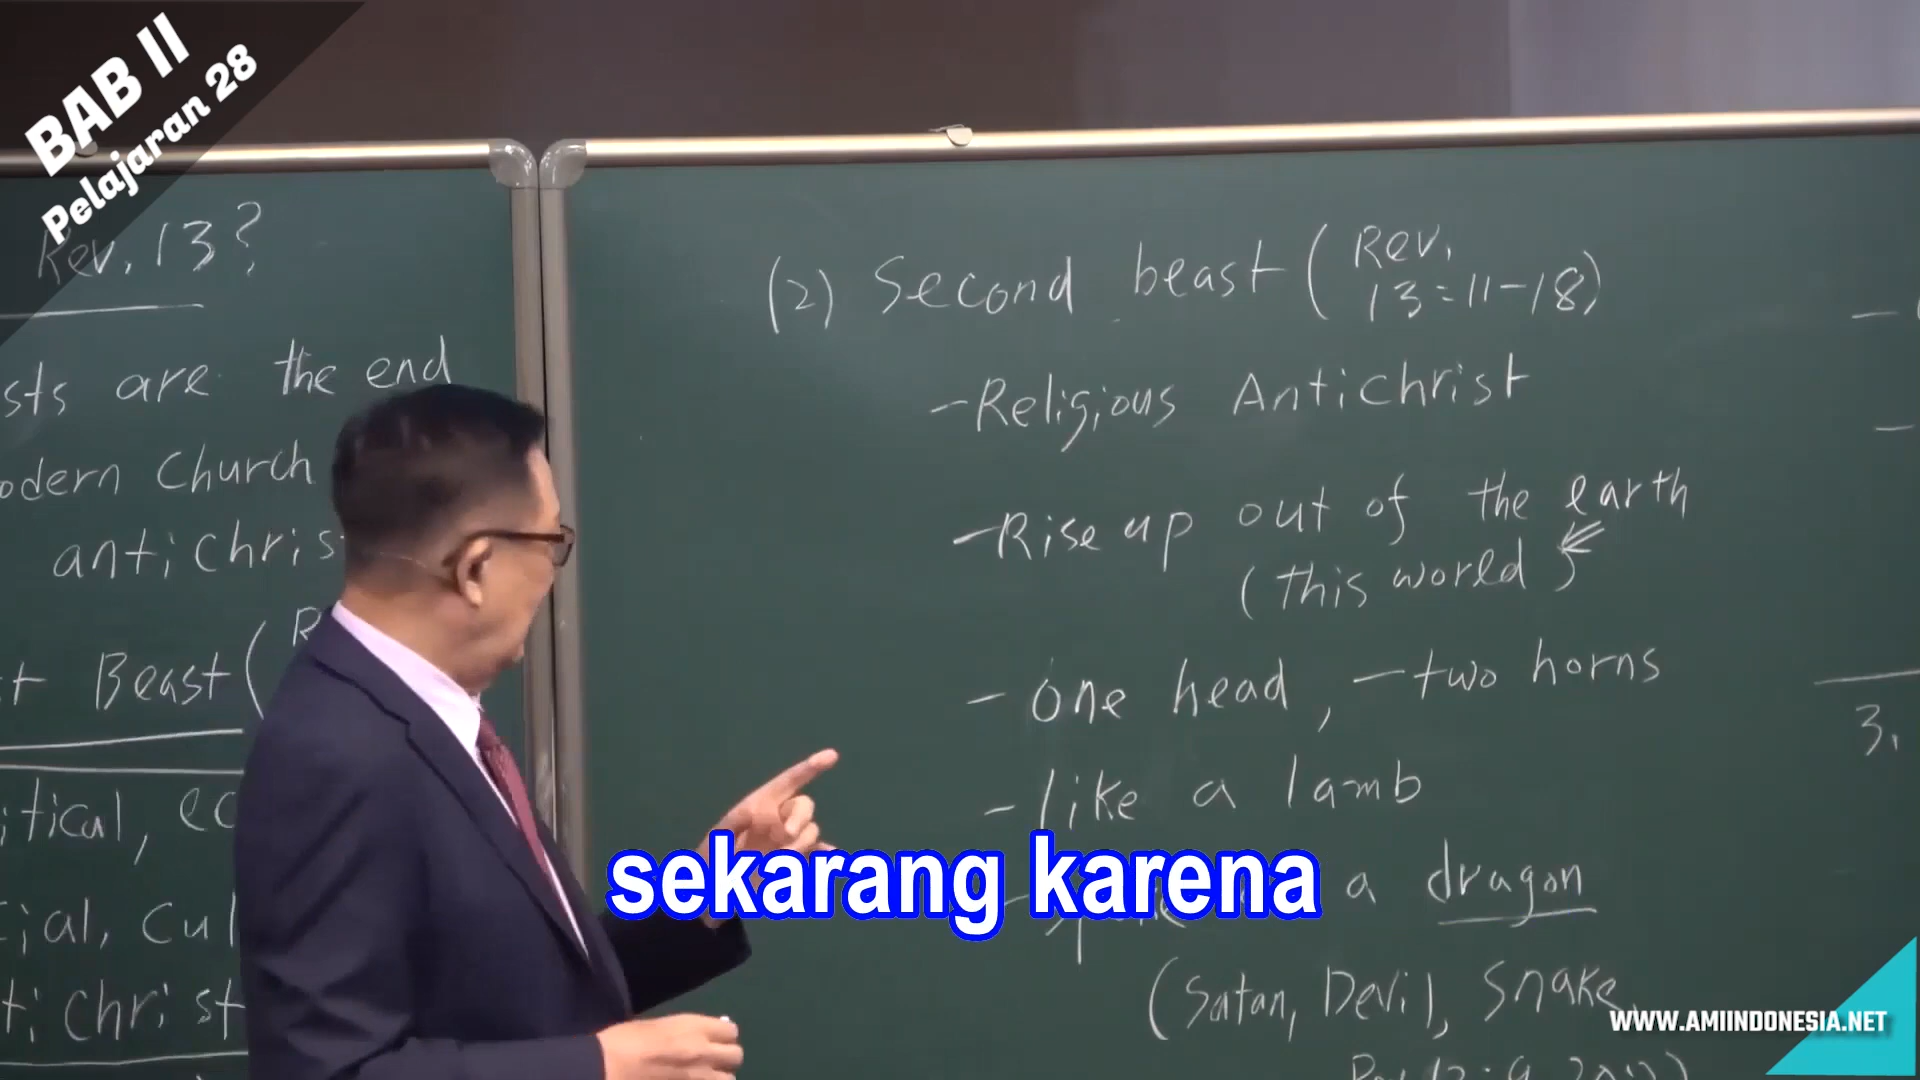 BAB II
Pelajaran 28
Rev. 13?
sts are the end
odern Church
antichris
Beast (
itical, ec
cial, cul
ti christ
(2) Second beast ( Rev.
13:11-18)
- Religious Antichrist
- Rise up out of the earth
(this world)
- one head, - two horns
- like a lamb
a dragon
(Satan, Devil, snake,
3.
sekarang karena
WWW.AMIINDONESIA.NET